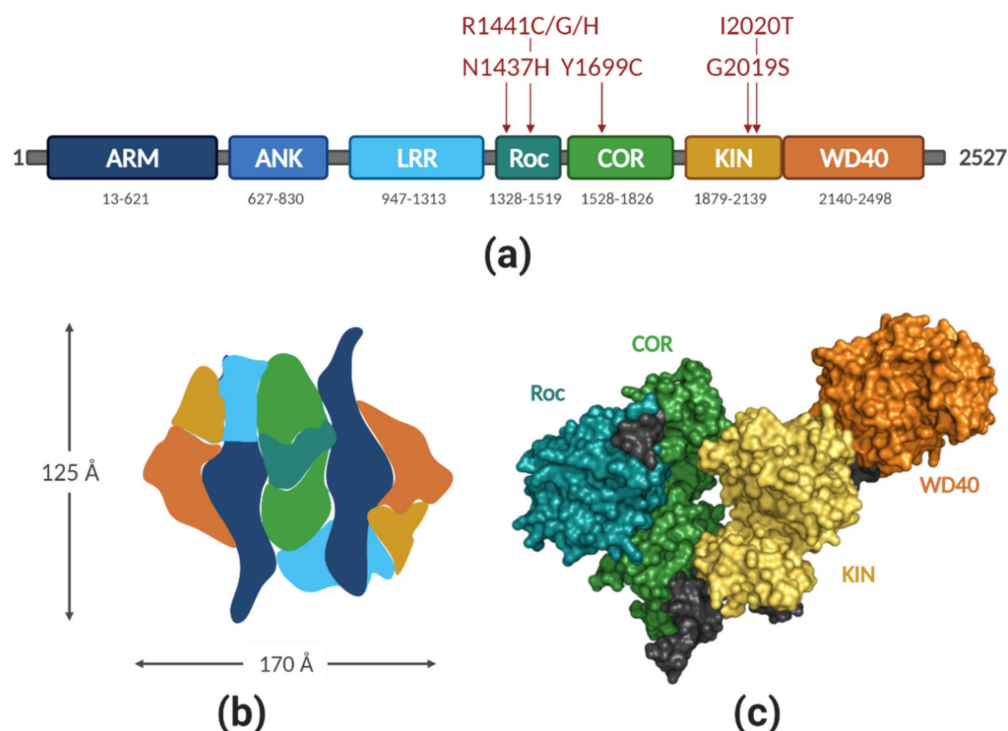 R1441C/G/H I2020T
N1437H Y1699C G2019S
1 ARM ANK LRR Roc COR KIN WD40 2527
13-621 627-830 947-1313 1328-1519 1528-1826 1879-2139 2140-2498
(a)
125 Å
170 Å
(b)
COR
Roc
WD40
KIN
(c)